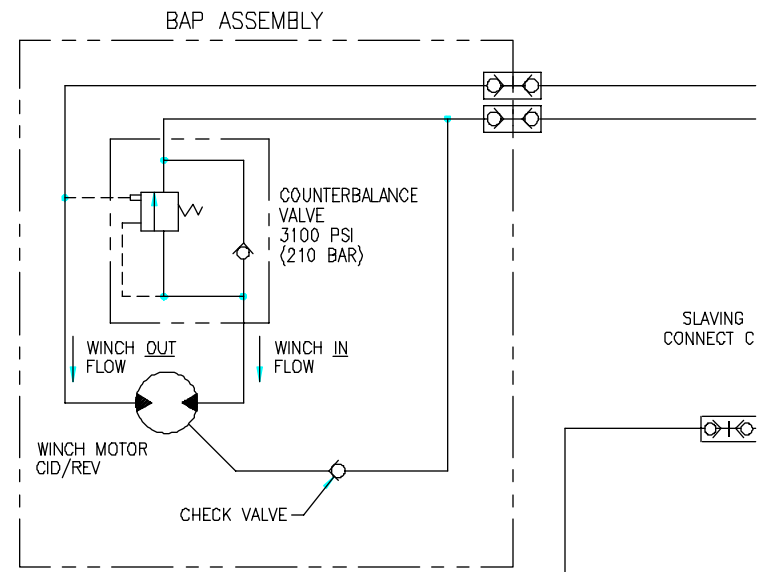 BAP ASSEMBLY
COUNTERBALANCE
VALVE
3100 PSI
(210 BAR)
SLAVING
CONNECT C
WINCH OUT
FLOW
WINCH IN
FLOW
WINCH MOTOR
CID/REV
CHECK VALVE